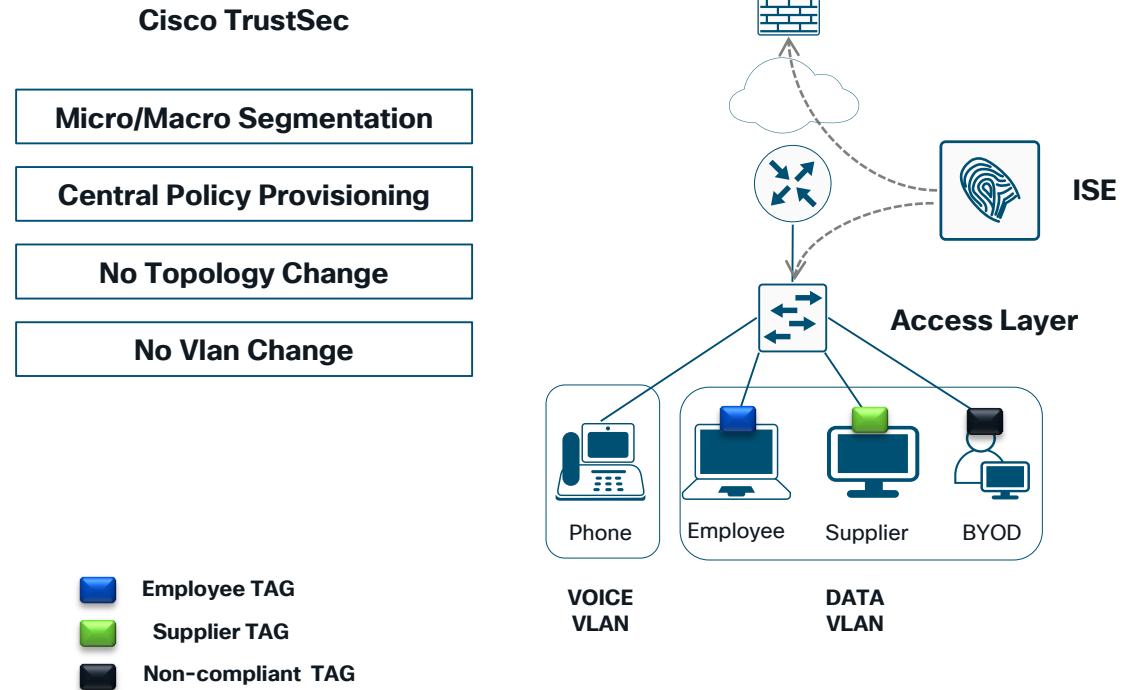 Cisco TrustSec
Micro/Macro Segmentation
Central Policy Provisioning
No Topology Change
No Vlan Change
ISE
Access Layer
Phone
Employee
Supplier
BYOD
VOICE
VLAN
DATA
VLAN
Employee TAG
Supplier TAG
Non-compliant TAG